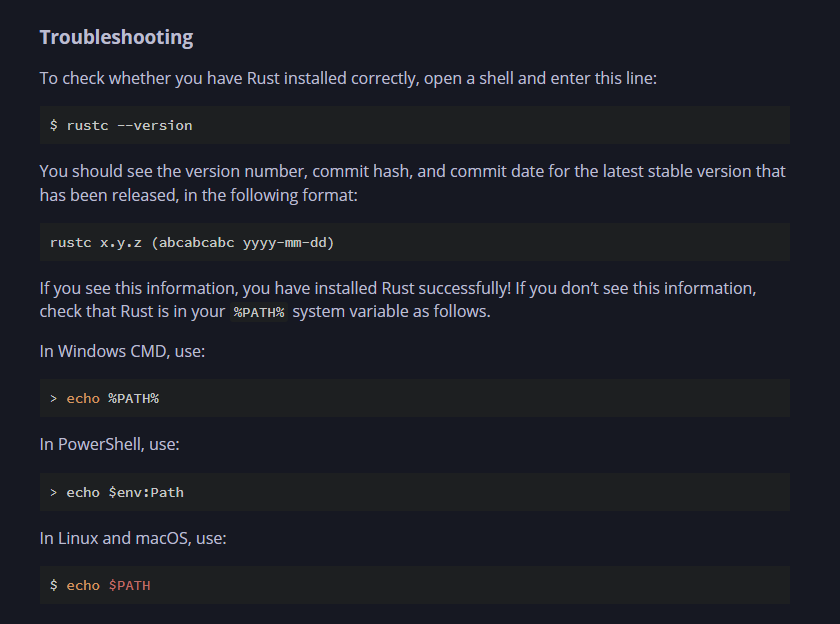 Troubleshooting
To check whether you have Rust installed correctly, open a shell and enter this line:
$ rustc --version
You should see the version number, commit hash, and commit date for the latest stable version that
has been released, in the following format:
rustc x.y.z (abcabcabc yyyy-mm-dd)
If you see this information, you have installed Rust successfully! If you don’t see this information,
check that Rust is in your %PATH% system variable as follows.
In Windows CMD, use:
> echo %PATH%
In PowerShell, use:
> echo $env:Path
In Linux and macOS, use:
$ echo $PATH